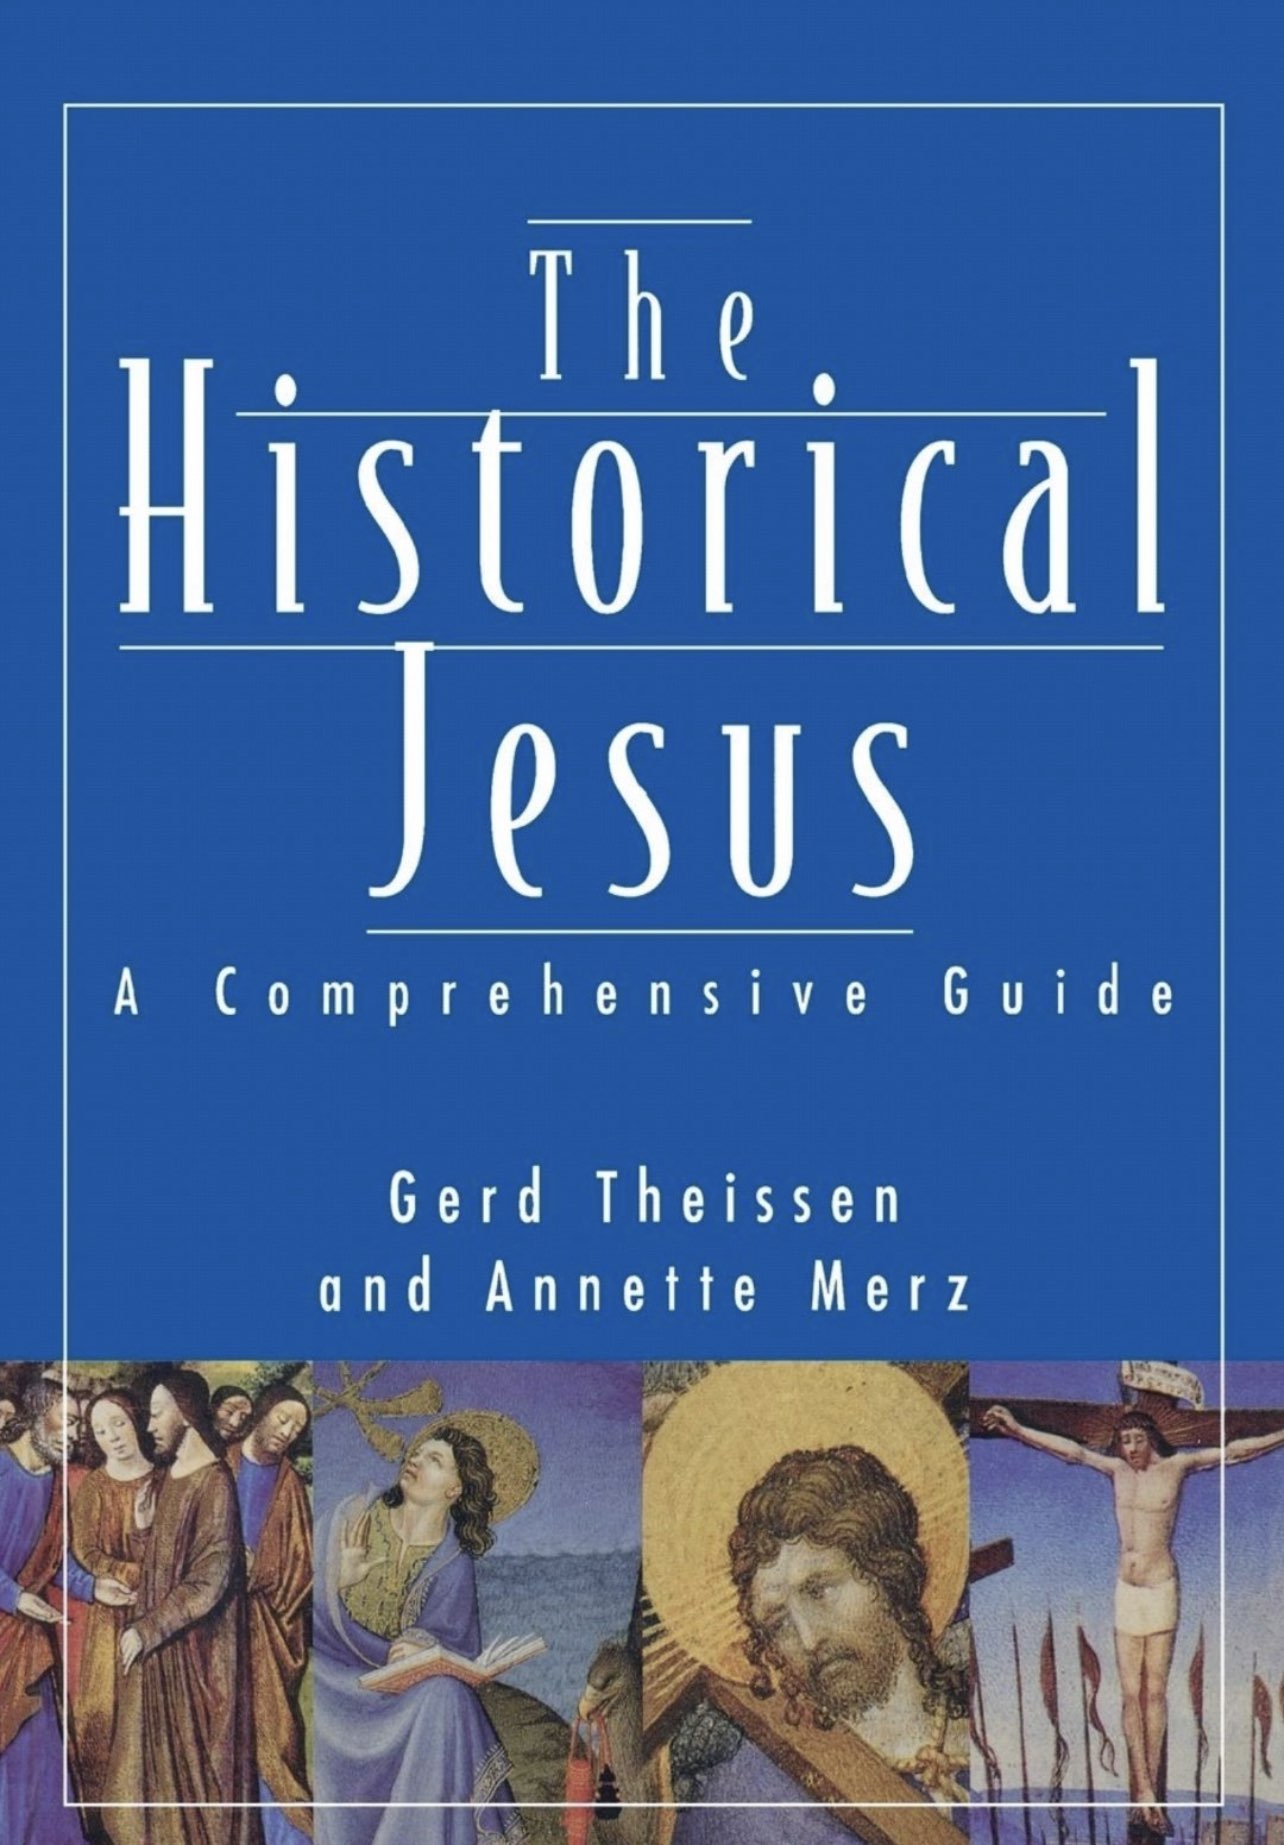 The
Historical
Jesus
A Comprehensive Guide
Gerd Theissen
and Annette Merz